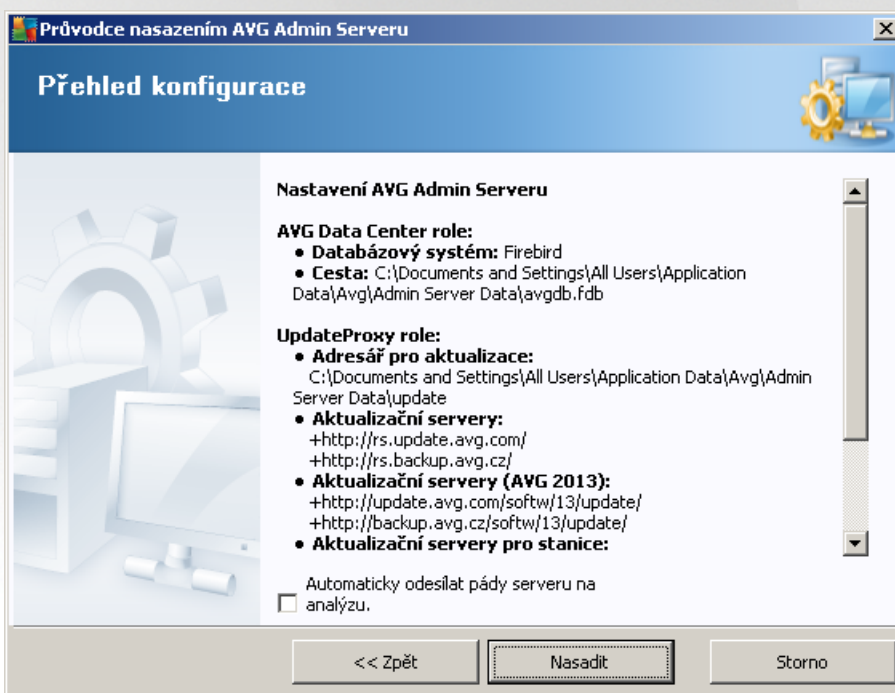 Průvodce nasazením AVG Admin Serveru
Přehled konfigurace
Nastavení AVG Admin Serveru
AVG Data Center role:
● Databázový systém: Firebird
● Cesta: C:\Documents and Settings\All Users\Application
Data\Avg\Admin Server Data\avgdb.fdb
UpdateProxy role:
● Adresář pro aktualizace:
C:\Documents and Settings\All Users\Application Data\Avg\Admin
Server Data\update
● Aktualizační servery:
+http://rs.update.avg.com/
+http://rs.backup.avg.cz/
● Aktualizační servery (AVG 2013):
+http://update.avg.com/softw/13/update/
+http://backup.avg.cz/softw/13/update/
● Aktualizační servery pro stanice:
Automaticky odesílat pády serveru na
analýzu.
<< Zpět
Nasadit
Storno